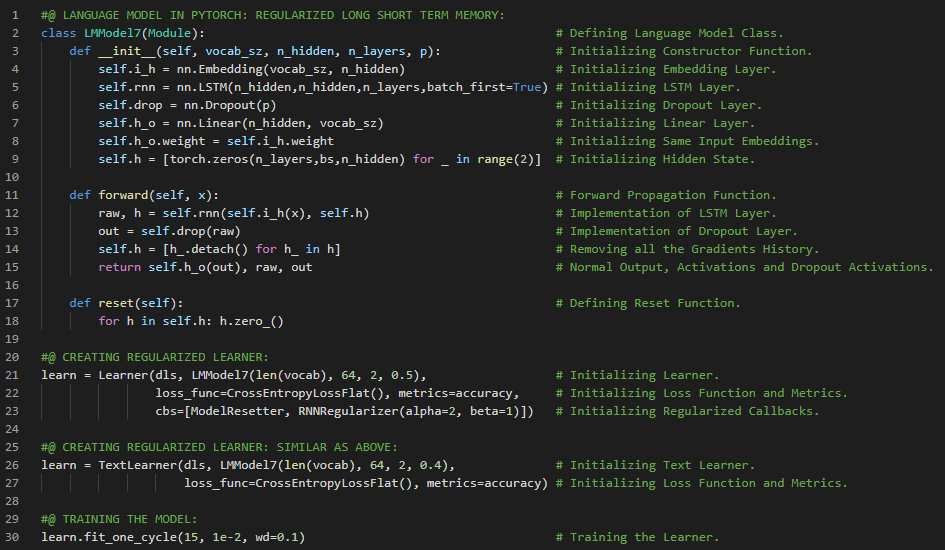 1 #@ LANGUAGE MODEL IN PYTORCH: REGULARIZED LONG SHORT TERM MEMORY:
2 class LMModel7(Module): # Defining Language Model Class.
3 def __init__(self, vocab_sz, n_hidden, n_layers, p): # Initializing Constructor Function.
4 self.i_h = nn.Embedding(vocab_sz, n_hidden) # Initializing Embedding Layer.
5 self.rnn = nn.LSTM(n_hidden,n_hidden,n_layers,batch_first=True) # Initializing LSTM Layer.
6 self.drop = nn.Dropout(p) # Initializing Dropout Layer.
7 self.h_o = nn.Linear(n_hidden, vocab_sz) # Initializing Linear Layer.
8 self.h_o.weight = self.i_h.weight # Initializing Same Input Embeddings.
9 self.h = [torch.zeros(n_layers,bs,n_hidden) for _ in range(2)] # Initializing Hidden State.
10
11 def forward(self, x): # Forward Propagation Function.
12 raw, h = self.rnn(self.i_h(x), self.h) # Implementation of LSTM Layer.
13 out = self.drop(raw) # Implementation of Dropout Layer.
14 self.h = [h_.detach() for h_ in h] # Removing all the Gradients History.
15 return self.h_o(out), raw, out # Normal Output, Activations and Dropout Activations.
16
17 def reset(self): # Defining Reset Function.
18 for h in self.h: h.zero_()
19
20 #@ CREATING REGULARIZED LEARNER:
21 learn = Learner(dls, LMModel7(len(vocab), 64, 2, 0.5), # Initializing Learner.
22 loss_func=CrossEntropyLossFlat(), metrics=accuracy, # Initializing Loss Function and Metrics.
23 cbs=[ModelResetter, RNNRegularizer(alpha=2, beta=1)]) # Initializing Regularized Callbacks.
24
25 #@ CREATING REGULARIZED LEARNER: SIMILAR AS ABOVE:
26 learn = TextLearner(dls, LMModel7(len(vocab), 64, 2, 0.4), # Initializing Text Learner.
27 loss_func=CrossEntropyLossFlat(), metrics=accuracy) # Initializing Loss Function and Metrics.
28
29 #@ TRAINING THE MODEL:
30 learn.fit_one_cycle(15, 1e-2, wd=0.1) # Training the Learner.